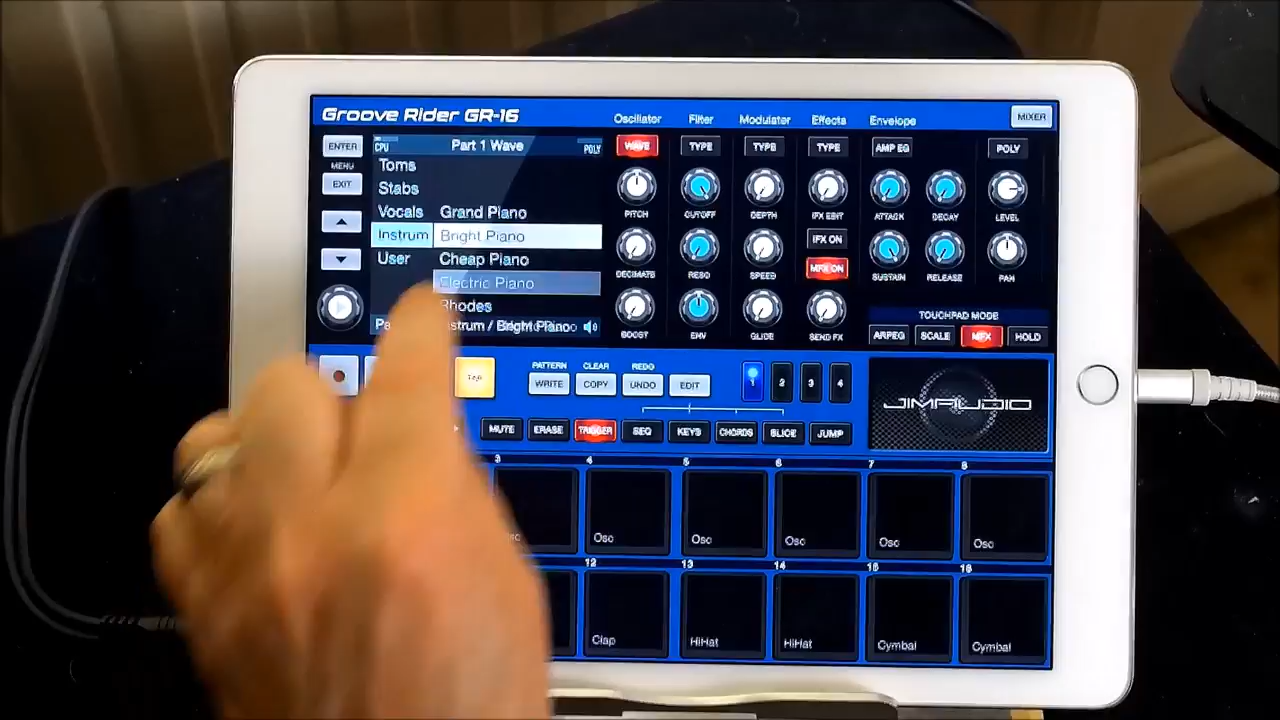 Groove Rider GR-16
Oscillator Filter Modulator Effects Envelope MIXER
ENTER CPU Part 1 Wave POLY WAVE TYPE TYPE TYPE AMP EG POLY
MENU Toms
EXIT Stabs
Vocals Grand Piano PITCH CUTOFF DEPTH IFX EDIT ATTACK DECAY LEVEL
Instrum Bright Piano IFX ON
User Cheap Piano MFX ON
DECIMATE RESO SPEED SUSTAIN RELEASE PAN
Electric Piano
Rhodes TOUCHPAD MODE
Instrum / Bright Piano BOOST ENV GLIDE SEND FX ARPEG SCALE MFX HOLD
PATTERN CLEAR REDO
WRITE COPY UNDO EDIT 1 2 3 4
JIMAUDIO
MUTE ERASE TRIGGER SEQ KEYS CHORDS SLICE JUMP
3 4 5 6 7 8
Osc Osc Osc Osc Osc
12 13 14 15 16
Clap HiHat HiHat Cymbal Cymbal